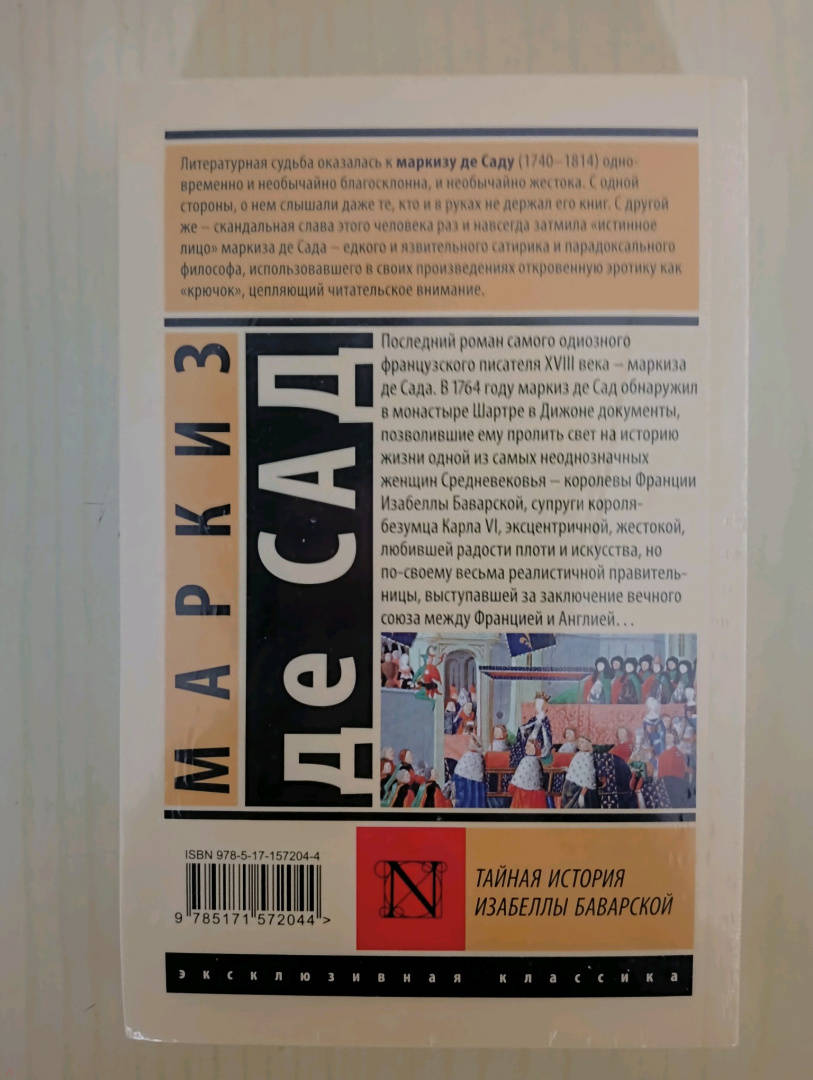 Литературная судьба оказалась к маркизу де Саду (1740–1814) одно-
временно и необычайно благосклонна, и необычайно жестока. С одной
стороны, о нем слышали даже те, кто и в руках не держал его книг. С другой
же – скандальная слава этого человека раз и навсегда затмила «истинное
лицо» маркиза де Сада – едкого и язвительного сатирика и парадоксального
философа, использовавшего в своих произведениях откровенную эротику как
«крючок», цепляющий читательское внимание.
МАРКИЗ
де САД
Последний роман самого одиозного
французского писателя XVIII века – маркиза
де Сада. В 1764 году маркиз де Сад обнаружил
в монастыре Шартре в Дижоне документы,
позволившие ему пролить свет на историю
жизни одной из самых неоднозначных
женщин Средневековья – королевы Франции
Изабеллы Баварской, супруги короля-
безумца Карла VI, эксцентричной, жестокой,
любившей радости плоти и искусства, но
по-своему весьма реалистичной правитель-
ницы, выступавшей за заключение вечного
союза между Францией и Англией...
ISBN 978-5-17-157204-4
9 785171 572044 >
N
ТАЙНАЯ ИСТОРИЯ
ИЗАБЕЛЛЫ БАВАРСКОЙ
эксклюзивная классика